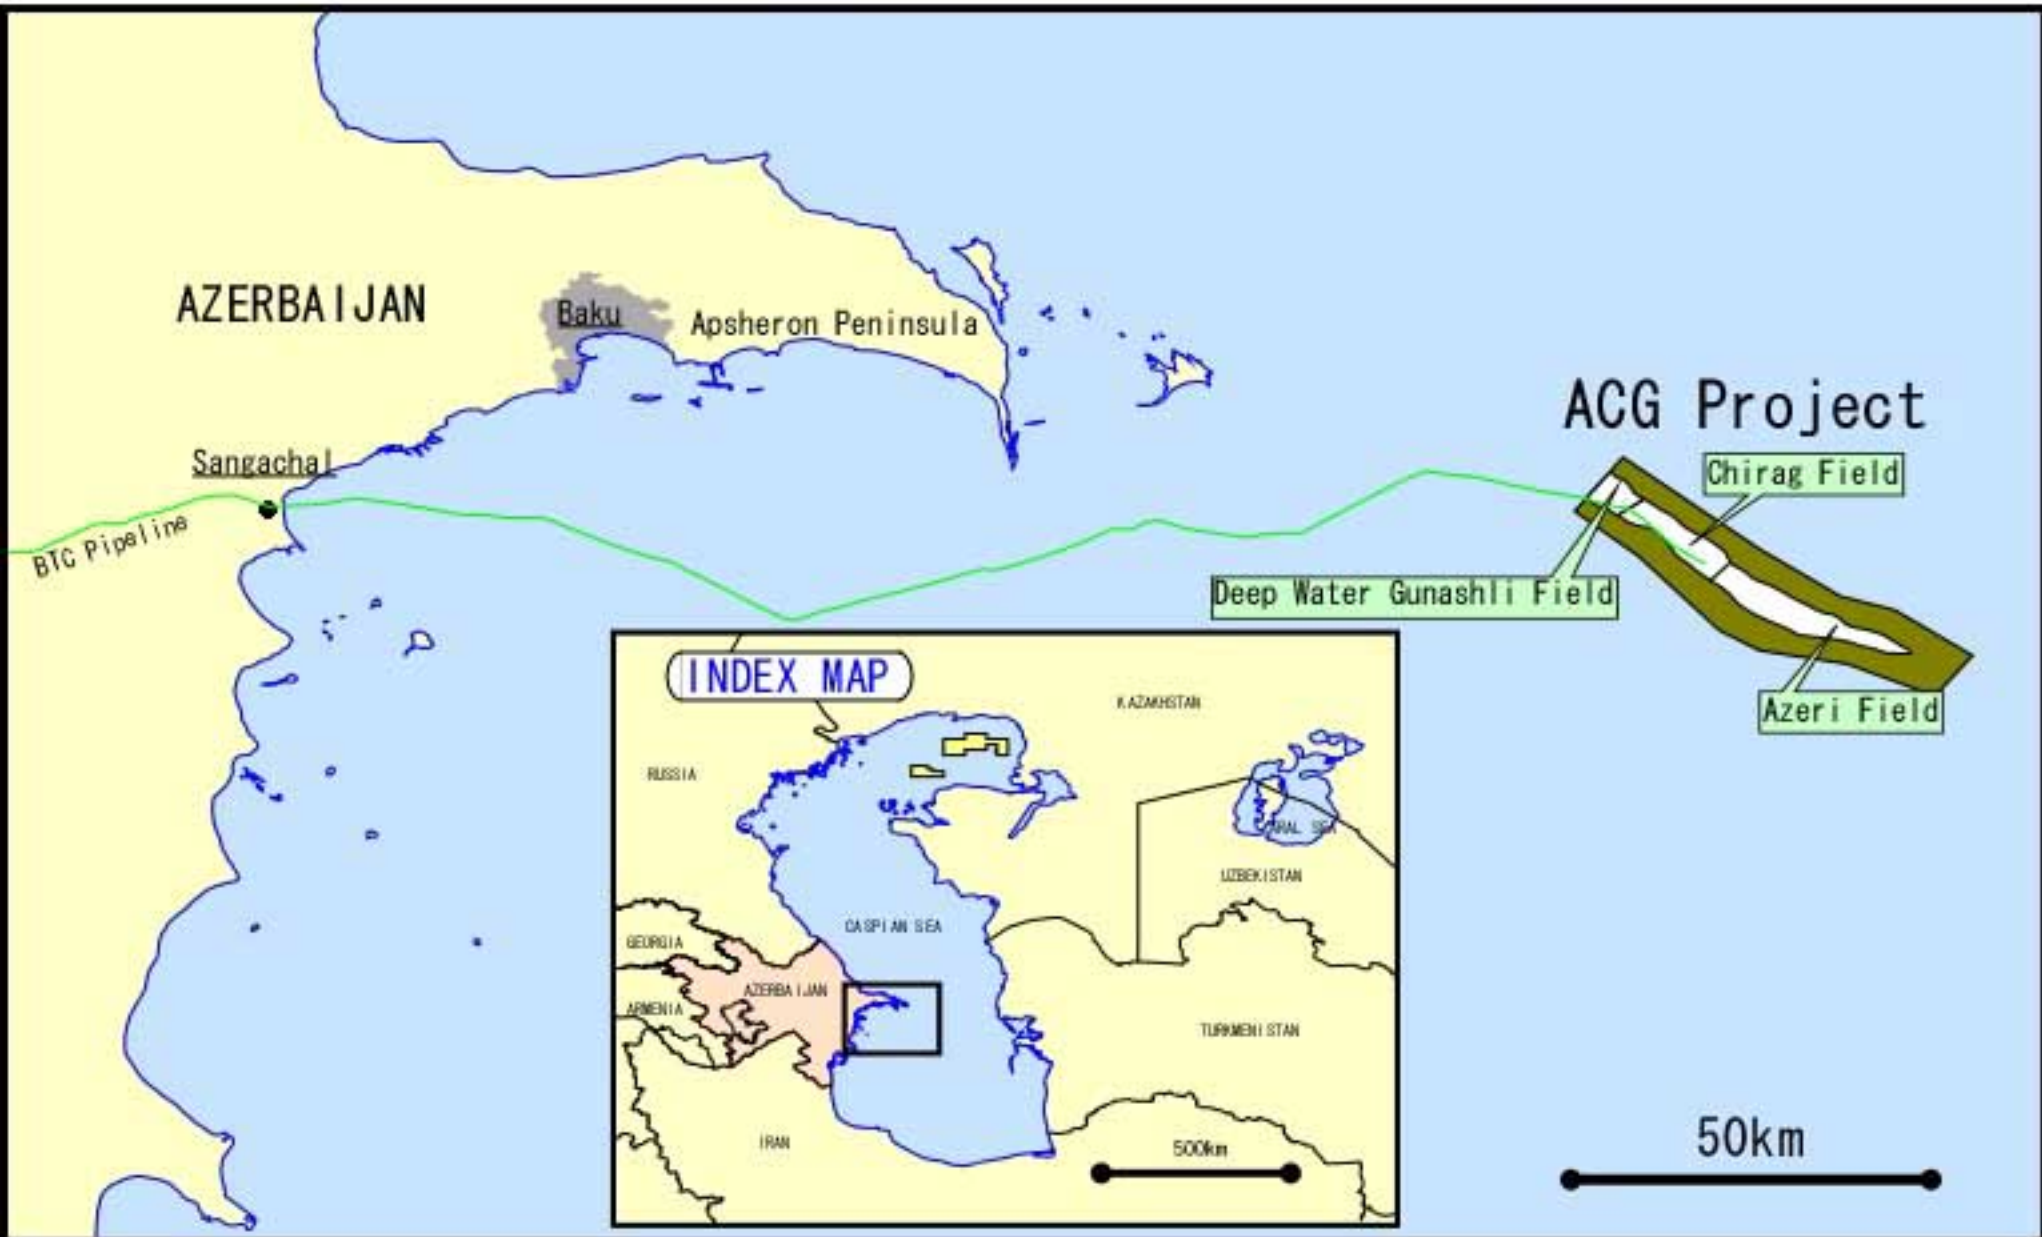 AZERBAIJAN
Baku
Apsheron Peninsula
ACG Project
Chirag Field
Sangachal
BTC Pipeline
Deep Water Gunashli Field
Azeri Field
INDEX MAP
KAZAKHSTAN
RUSSIA
ARAL SEA
UZBEKISTAN
CASPIAN SEA
GEORGIA
AZERBAIJAN
ARMENIA
TURKMENISTAN
IRAN
500km
50km